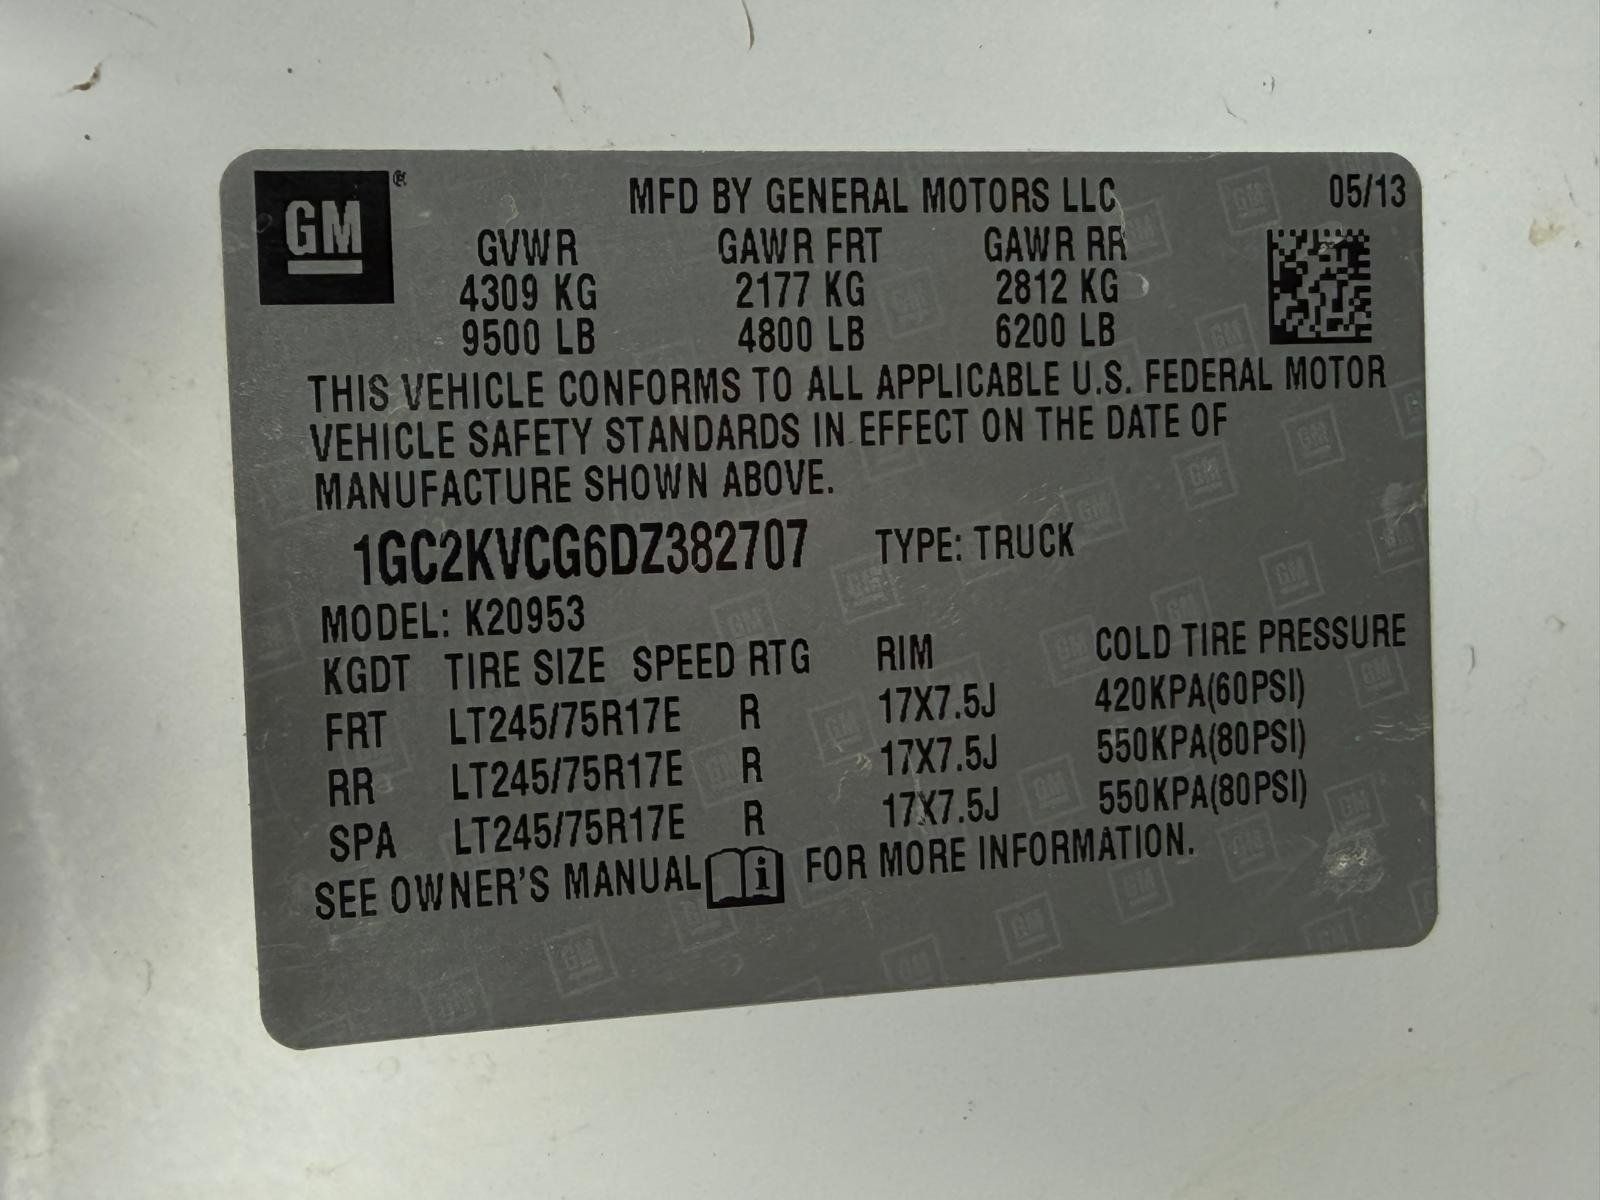 GM
MFD BY GENERAL MOTORS LLC 05/13
GVWR GAWR FRT GAWR RR
4309 KG 2177 KG 2812 KG
9500 LB 4800 LB 6200 LB
THIS VEHICLE CONFORMS TO ALL APPLICABLE U.S. FEDERAL MOTOR
VEHICLE SAFETY STANDARDS IN EFFECT ON THE DATE OF
MANUFACTURE SHOWN ABOVE.
1GC2KVCG6DZ382707 TYPE: TRUCK
MODEL: K20953
KGDT TIRE SIZE SPEED RTG RIM COLD TIRE PRESSURE
FRT LT245/75R17E R 17X7.5J 420KPA(60PSI)
RR LT245/75R17E R 17X7.5J 550KPA(80PSI)
SPA LT245/75R17E R 17X7.5J 550KPA(80PSI)
SEE OWNER'S MANUAL i FOR MORE INFORMATION.